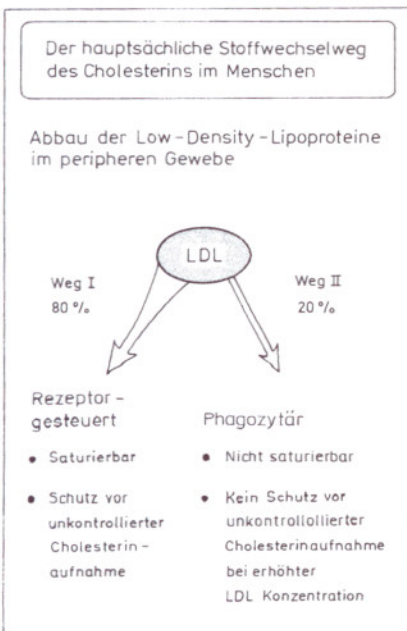 Der hauptsächliche Stoffwechselweg
des Cholesterins im Menschen
Abbau der Low-Density-Lipoproteine
im peripheren Gewebe
LDL
Weg I
80 %
Weg II
20 %
Rezeptor-
gesteuert
• Saturierbar
• Schutz vor
unkontrollierter
Cholesterin-
aufnahme
Phagozytär
• Nicht saturierbar
• Kein Schutz vor
unkontrollollierter
Cholesterinaufnahme
bei erhöhter
LDL Konzentration